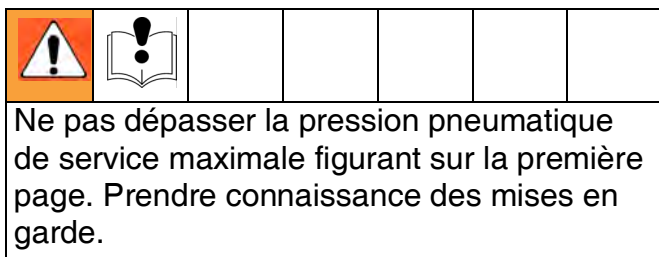 Ne pas dépasser la pression pneumatique
de service maximale figurant sur la première
page. Prendre connaissance des mises en
garde.